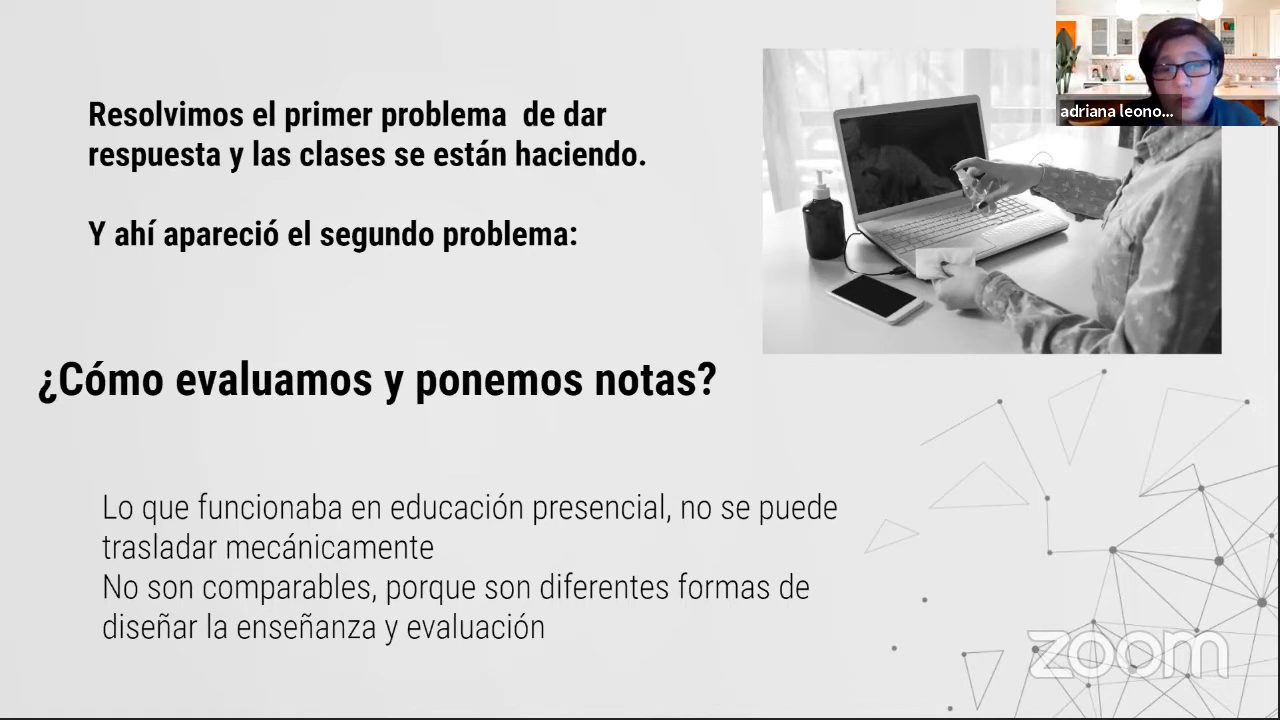 adriana leono...
Resolvimos el primer problema  de dar
respuesta y las clases se están haciendo.
Y ahí apareció el segundo problema:
¿Cómo evaluamos y ponemos notas?
Lo que funcionaba en educación presencial, no se puede
trasladar mecánicamente
No son comparables, porque son diferentes formas de
diseñar la enseñanza y evaluación
zoom